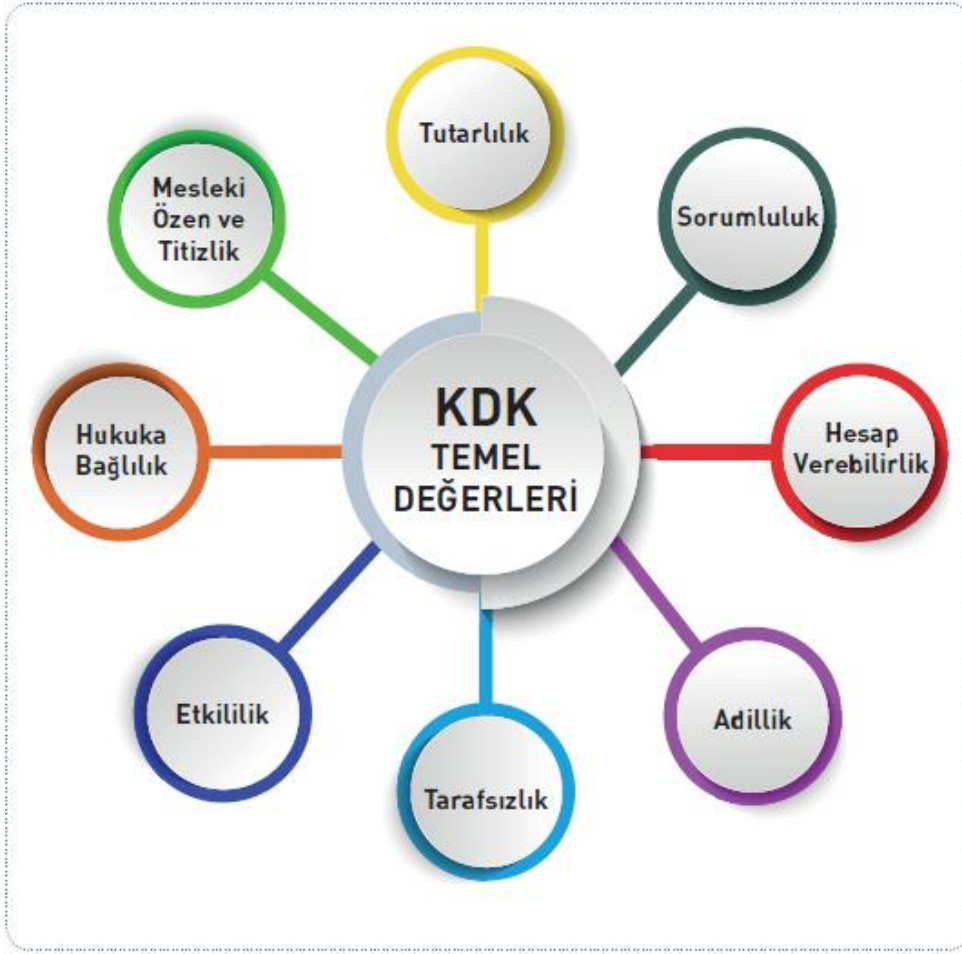 Tutarlılık
Sorumluluk
Hesap
Verebilirlik
Adillik
Tarafsızlık
Etkililik
Hukuka
Bağlılık
Mesleki
Özen ve
Titizlik
KDK
TEMEL
DEĞERLERİ